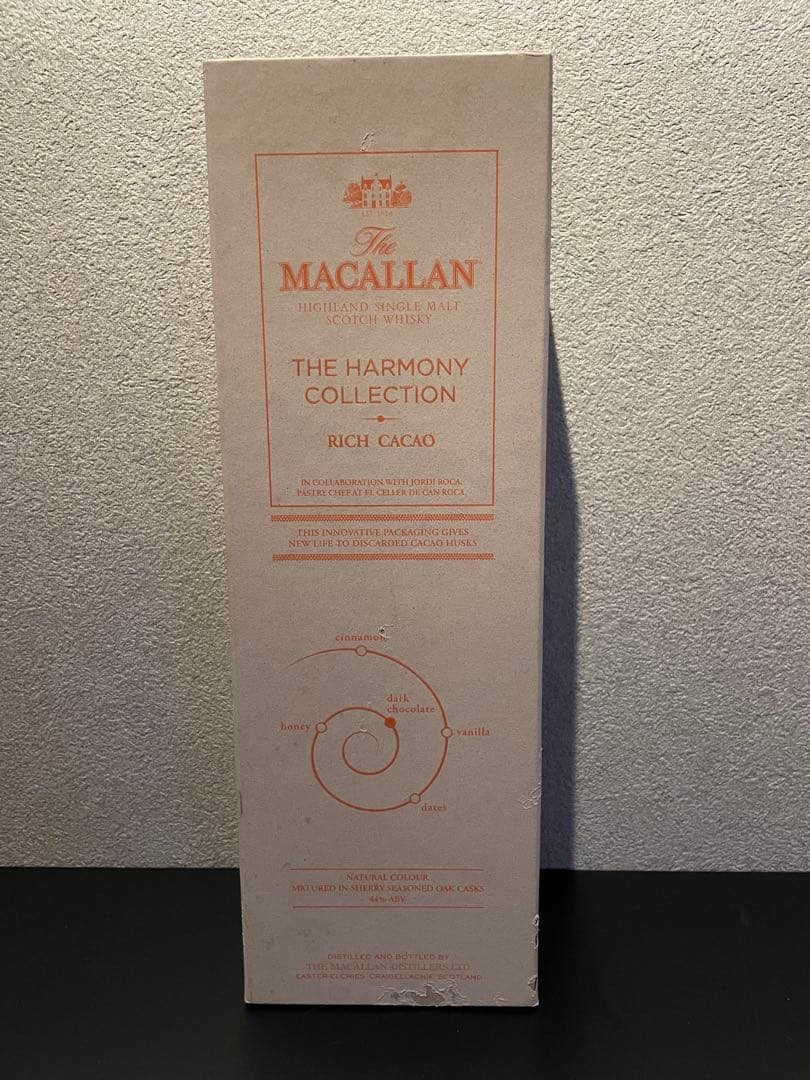 EST. 1824
The
MACALLAN
HIGHLAND SINGLE MALT
SCOTCH WHISKY
THE HARMONY
COLLECTION
RICH CACAO
IN COLLABORATION WITH JORDI ROCA,
PASTRY CHEF AT EL CELLER DE CAN ROCA
THIS INNOVATIVE PACKAGING GIVES
NEW LIFE TO DISCARDED CACAO HUSKS
cinnamon
dark
chocolate
honey
vanilla
dates
NATURAL COLOUR
MATURED IN SHERRY SEASONED OAK CASKS
44% ABV
DISTILLED AND BOTTLED BY
THE MACALLAN DISTILLERS LTD.
EASTER ELCHIES, CRAIGELLACHIE, SCOTLAND